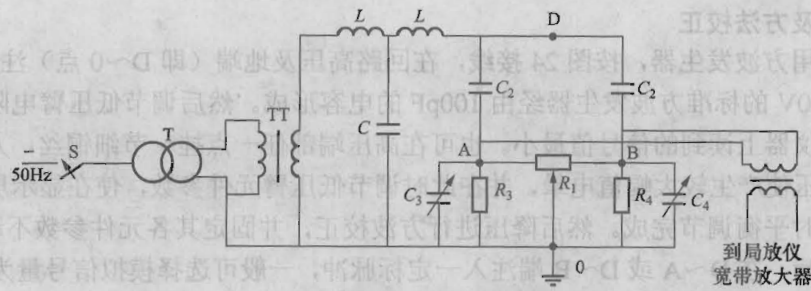 L L D
C₂ C₂
C
TT
T
S
~
50Hz
A B
R₁
C₃ R₃ R₄ C₄
0
到局放仪
宽带放大器